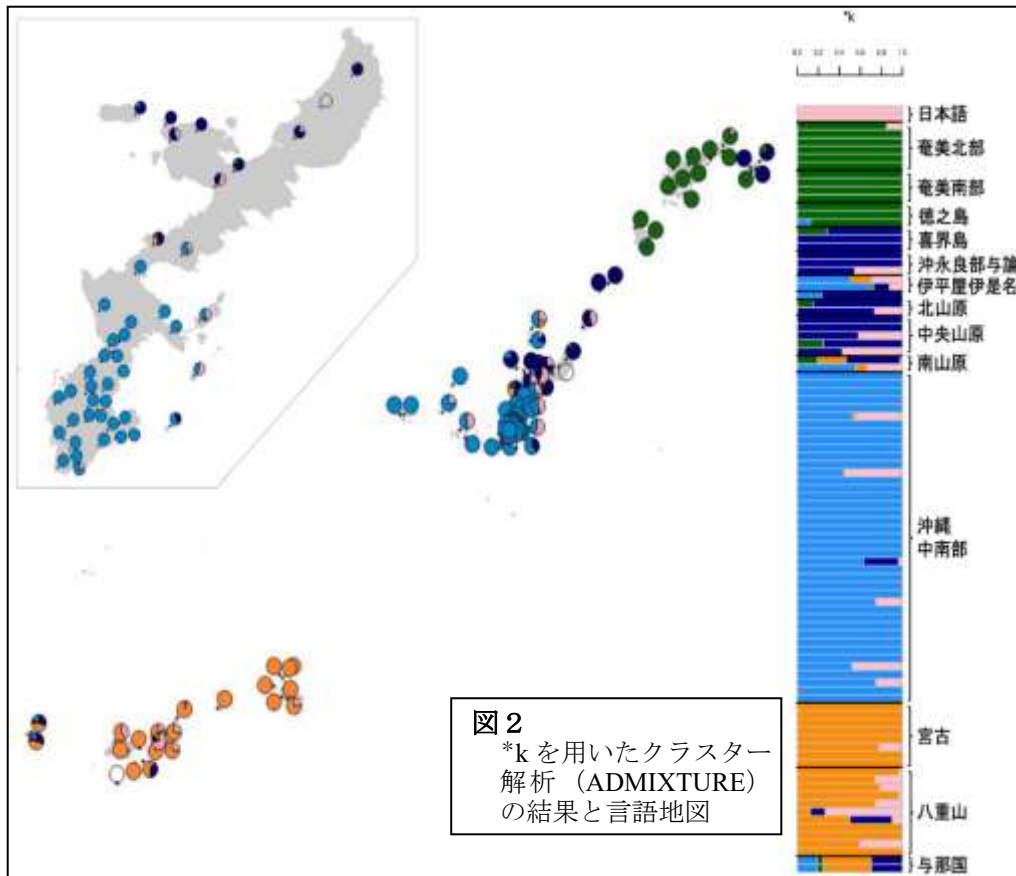 *k
日本語
奄美北部
奄美南部
徳之島
喜界島
沖永良部与論
伊平屋伊是名
北山原
中央山原
南山原
沖縄
中南部
宮古
八重山
与那国
図2
*k を用いたクラスター
解析（ADMIXTURE）
の結果と言語地図